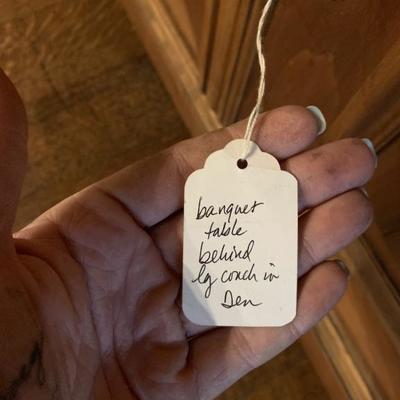 banquet
table
behind
lg couch in
Den